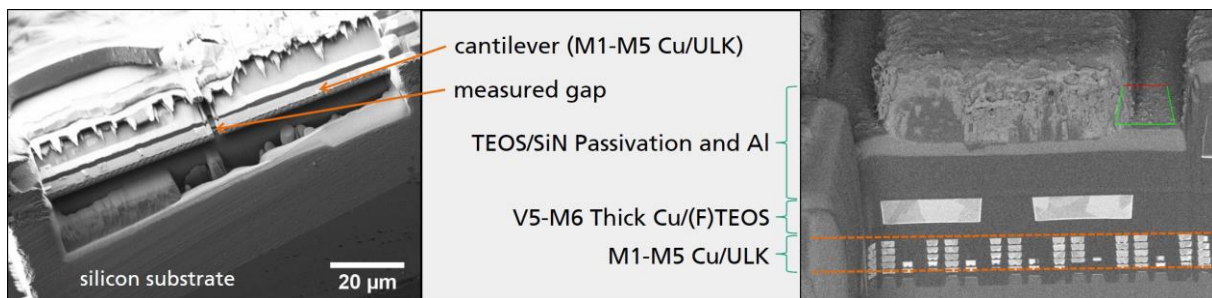 cantilever (M1-M5 Cu/ULK)
measured gap
TEOS/SiN Passivation and Al
V5-M6 Thick Cu/(F)TEOS
M1-M5 Cu/ULK
silicon substrate
20 µm